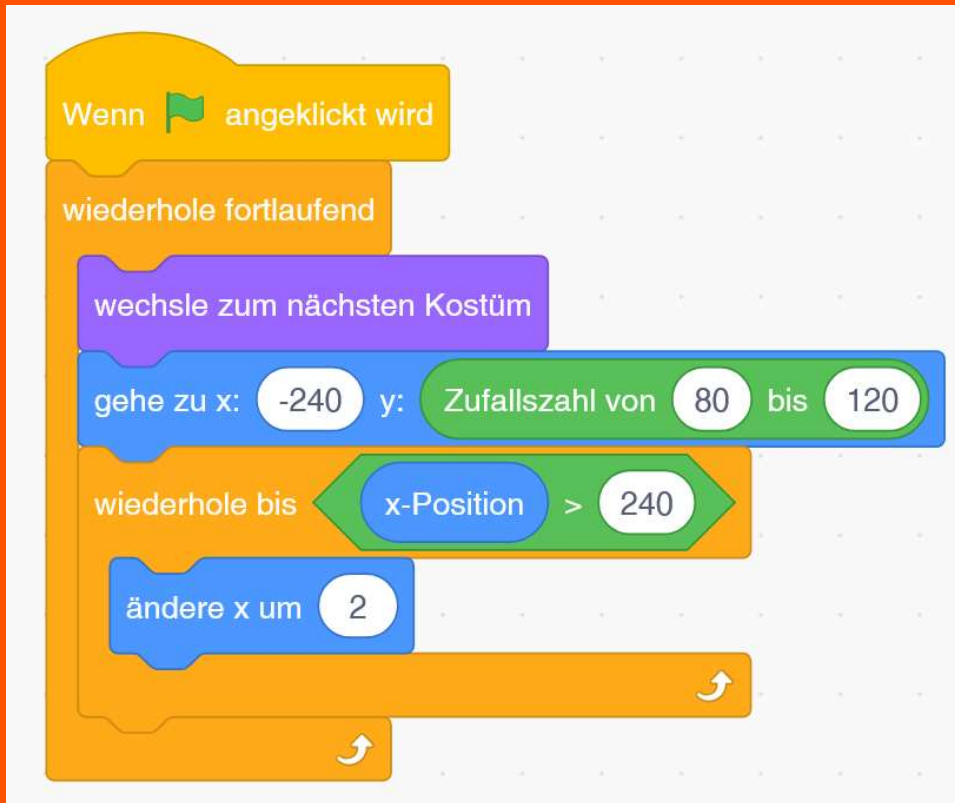 Wenn angeklickt wird
wiederhole fortlaufend
wechsle zum nächsten Kostüm
gehe zu x: -240 y: Zufallszahl von 80 bis 120
wiederhole bis x-Position > 240
ändere x um 2